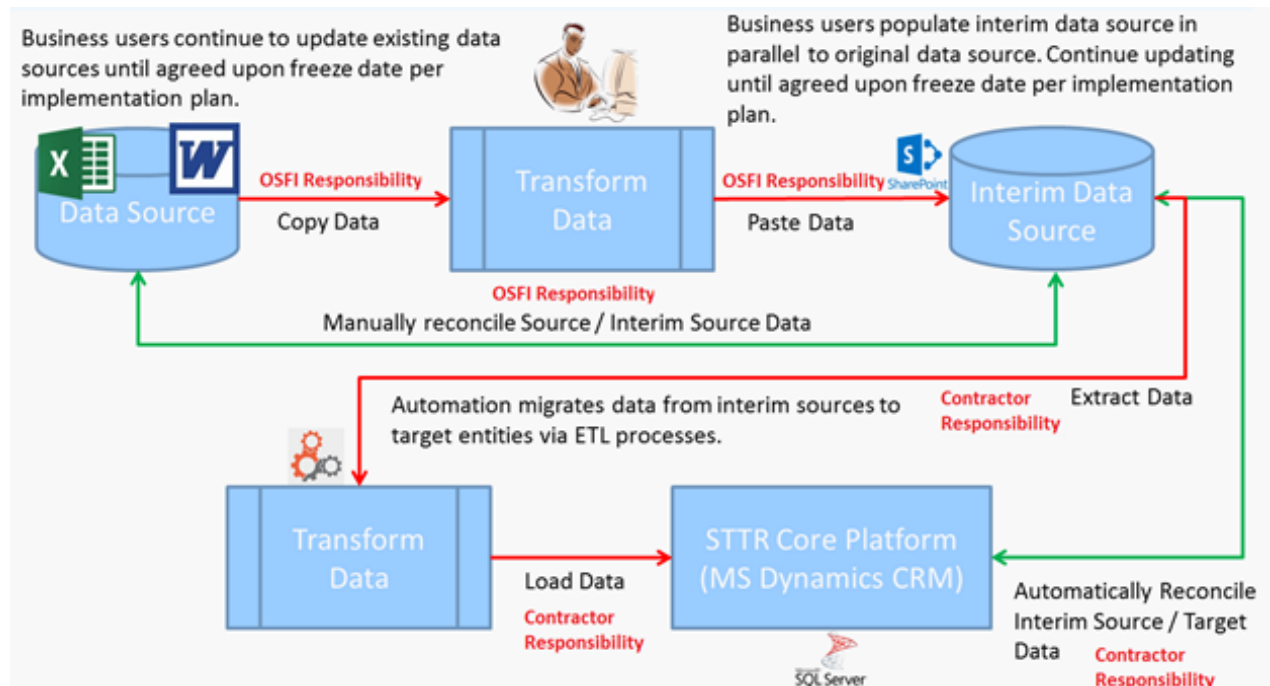 Business users continue to update existing data
sources until agreed upon freeze date per
implementation plan.
Business users populate interim data source in
parallel to original data source. Continue updating
until agreed upon freeze date per implementation
plan.
X
W
Data Source
OSFI Responsibility
Copy Data
Transform
Data
OSFI Responsibility
Paste Data
S
SharePoint
Interim Data
Source
OSFI Responsibility
Manually reconcile Source / Interim Source Data
Automation migrates data from interim sources to
target entities via ETL processes.
Contractor
Responsibility
Extract Data
Transform
Data
Load Data
Contractor
Responsibility
STTR Core Platform
(MS Dynamics CRM)
SQL Server
Automatically Reconcile
Interim Source / Target
Data
Contractor
Responsibility